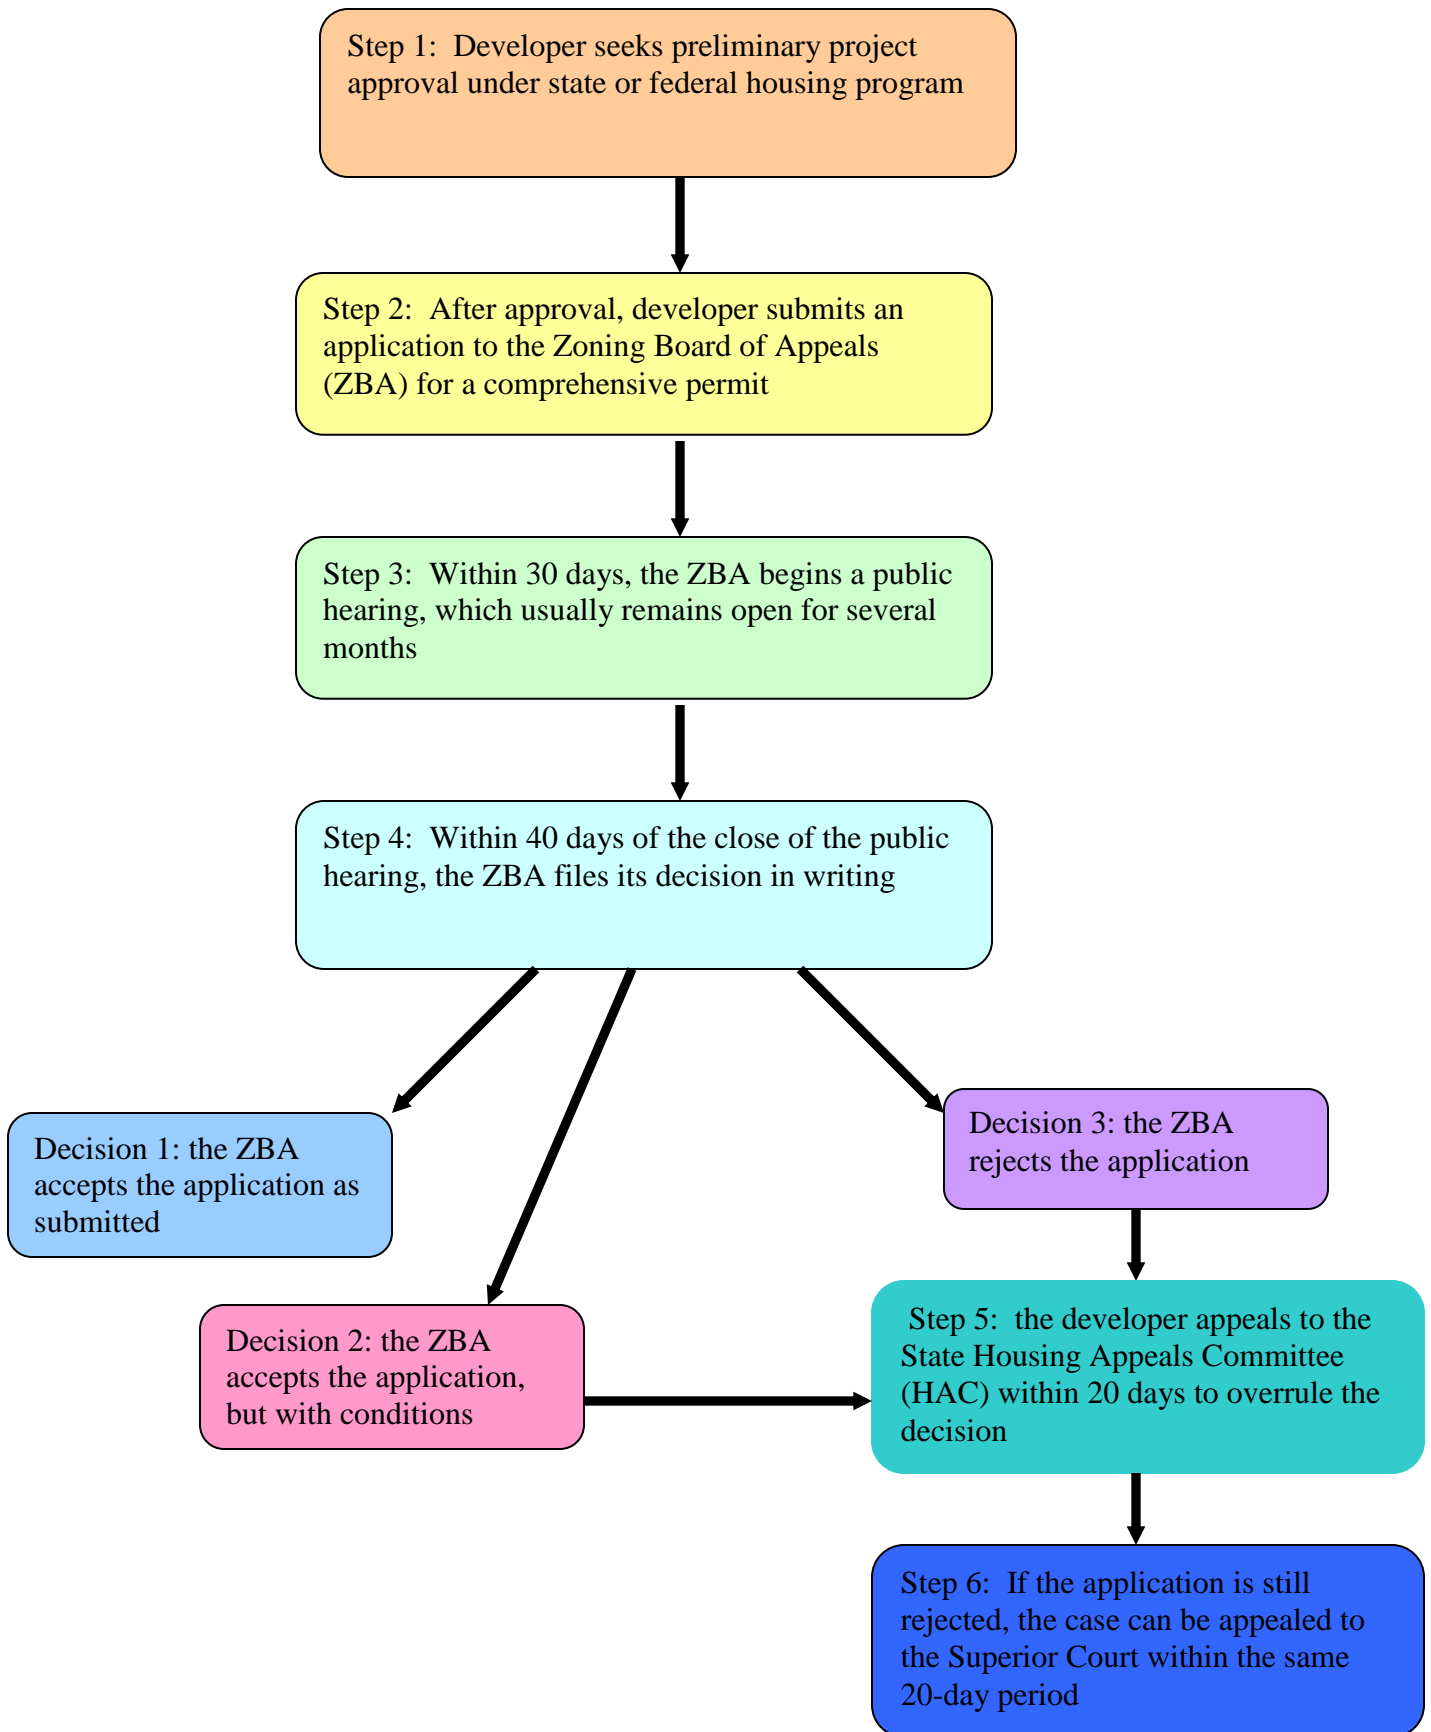 Step 1:  Developer seeks preliminary project
approval under state or federal housing program
Step 2:  After approval, developer submits an
application to the Zoning Board of Appeals
(ZBA) for a comprehensive permit
Step 3:  Within 30 days, the ZBA begins a public
hearing, which usually remains open for several
months
Step 4:  Within 40 days of the close of the public
hearing, the ZBA files its decision in writing
Decision 1: the ZBA
accepts the application as
submitted
Decision 2: the ZBA
accepts the application,
but with conditions
Decision 3: the ZBA
rejects the application
Step 5:  the developer appeals to the
State Housing Appeals Committee
(HAC) within 20 days to overrule the
decision
Step 6:  If the application is still
rejected, the case can be appealed to
the Superior Court within the same
20-day period